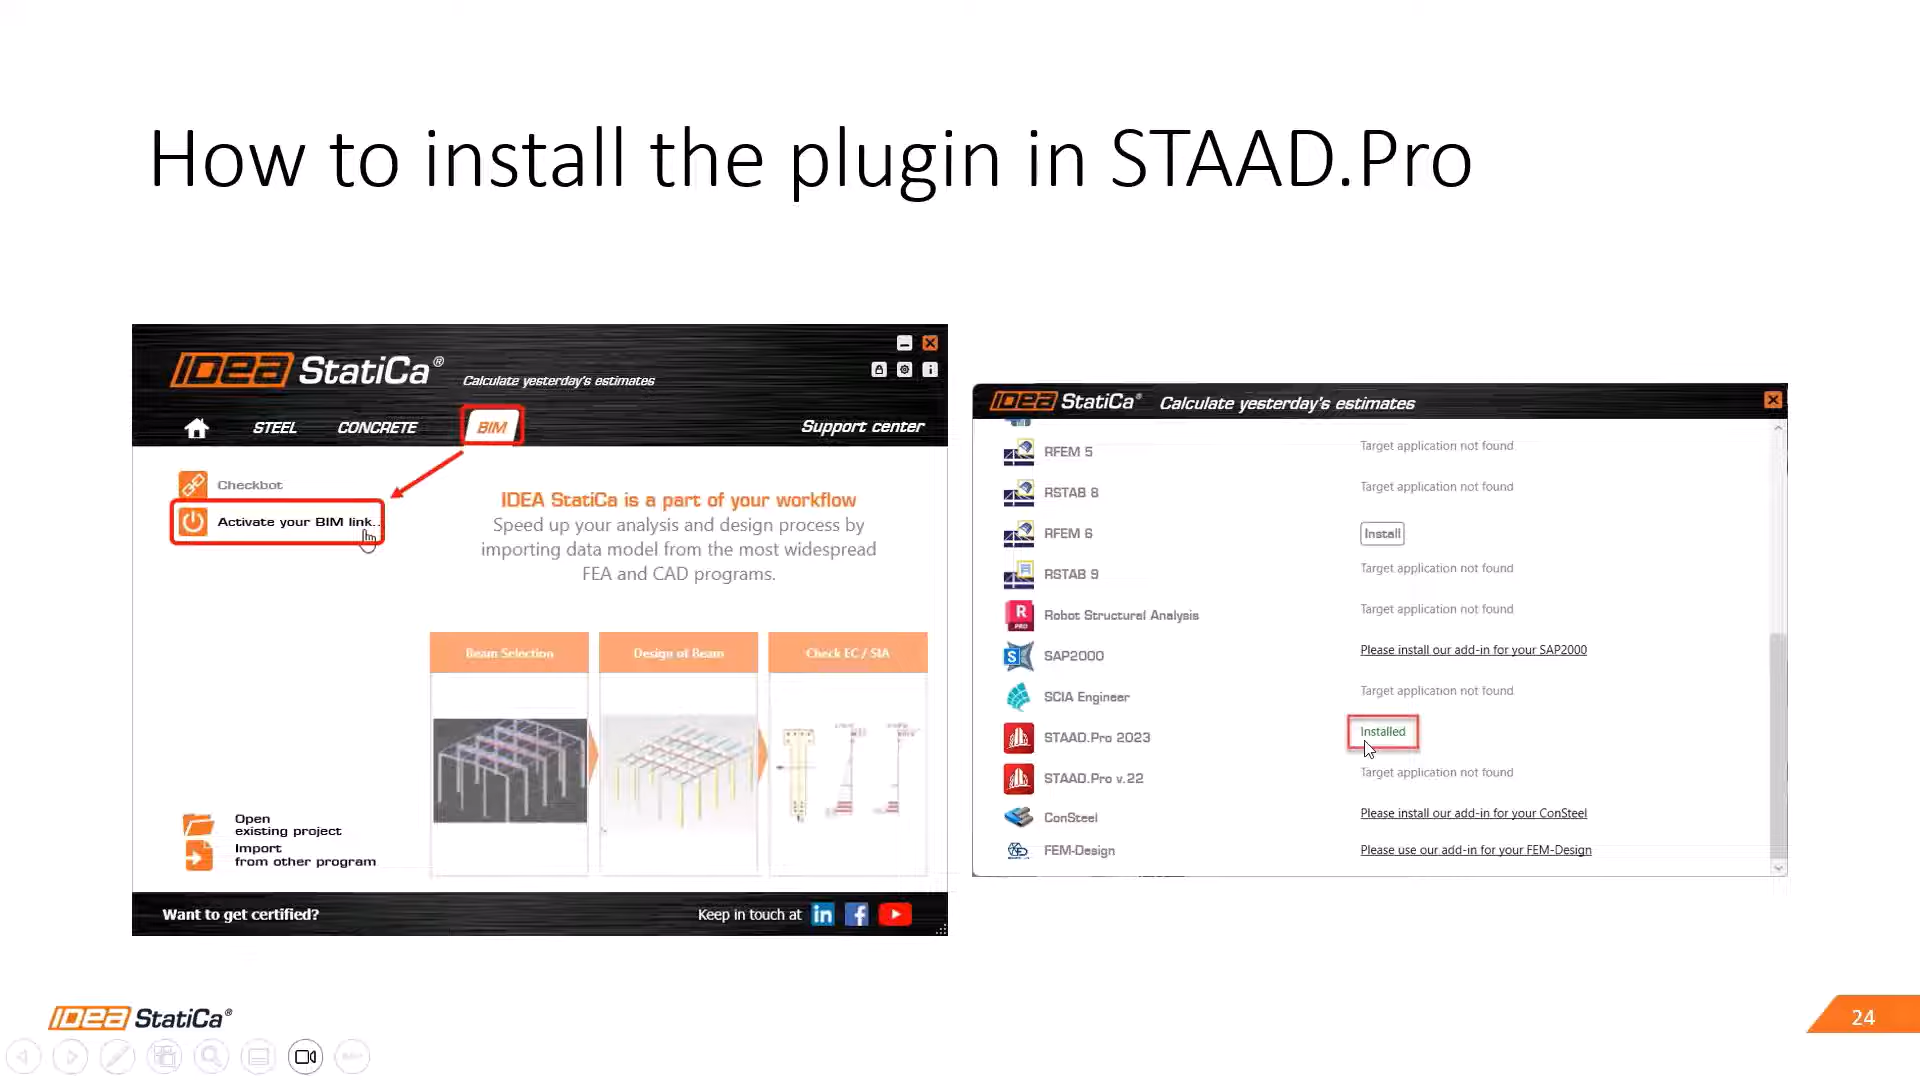 How to install the plugin in STAAD.Pro
IDEA StatiCa®
Calculate yesterday's estimates
STEEL
CONCRETE
BIM
Support center
Checkbot
Activate your BIM link..
IDEA StatiCa is a part of your workflow
Speed up your analysis and design process by
importing data model from the most widespread
FEA and CAD programs.
Beam Selection
Design of Beam
Check EC / SIA
Open
existing project
Import
from other program
Want to get certified?
Keep in touch at
IDEA StatiCa®
Calculate yesterday's estimates
RFEM 5
Target application not found
RSTAB 8
Target application not found
RFEM 6
Install
RSTAB 9
Target application not found
Robot Structural Analysis
Target application not found
SAP2000
Please install our add-in for your SAP2000
SCIA Engineer
Target application not found
STAAD.Pro 2023
Installed
STAAD.Pro v.22
Target application not found
ConSteel
Please install our add-in for your ConSteel
FEM-Design
Please use our add-in for your FEM-Design
IDEA StatiCa®
24